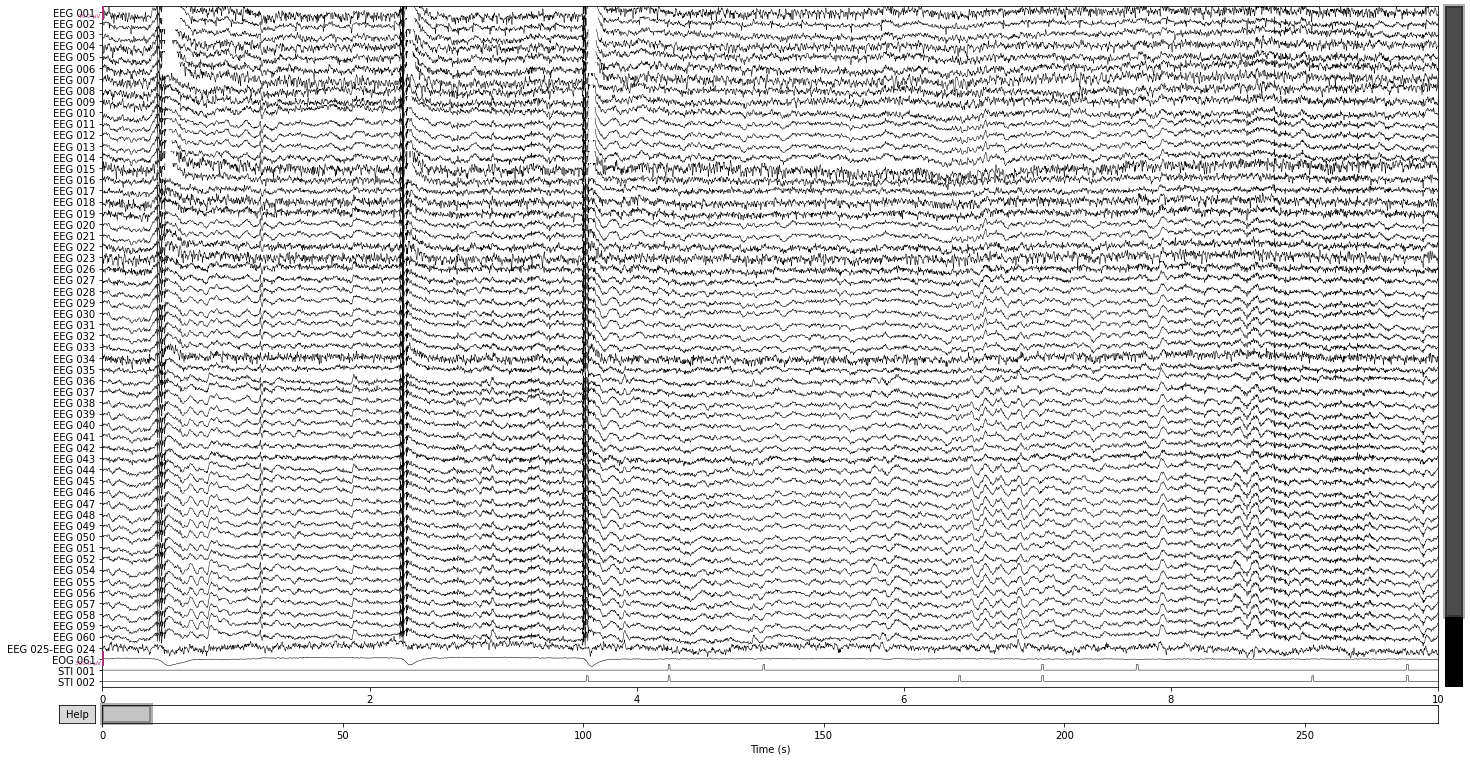 EEG 001
EEG 002
EEG 003
EEG 004
EEG 005
EEG 006
EEG 007
EEG 008
EEG 009
EEG 010
EEG 011
EEG 012
EEG 013
EEG 014
EEG 015
EEG 016
EEG 017
EEG 018
EEG 019
EEG 020
EEG 021
EEG 022
EEG 023
EEG 026
EEG 027
EEG 028
EEG 029
EEG 030
EEG 031
EEG 032
EEG 033
EEG 034
EEG 035
EEG 036
EEG 037
EEG 038
EEG 039
EEG 040
EEG 041
EEG 042
EEG 043
EEG 044
EEG 045
EEG 046
EEG 047
EEG 048
EEG 049
EEG 050
EEG 051
EEG 052
EEG 054
EEG 055
EEG 056
EEG 057
EEG 058
EEG 059
EEG 060
EEG 025-EEG 024
EOG 061
STI 001
STI 002
0 2 4 6 8 10
Help
0 50 100 150 200 250
Time (s)